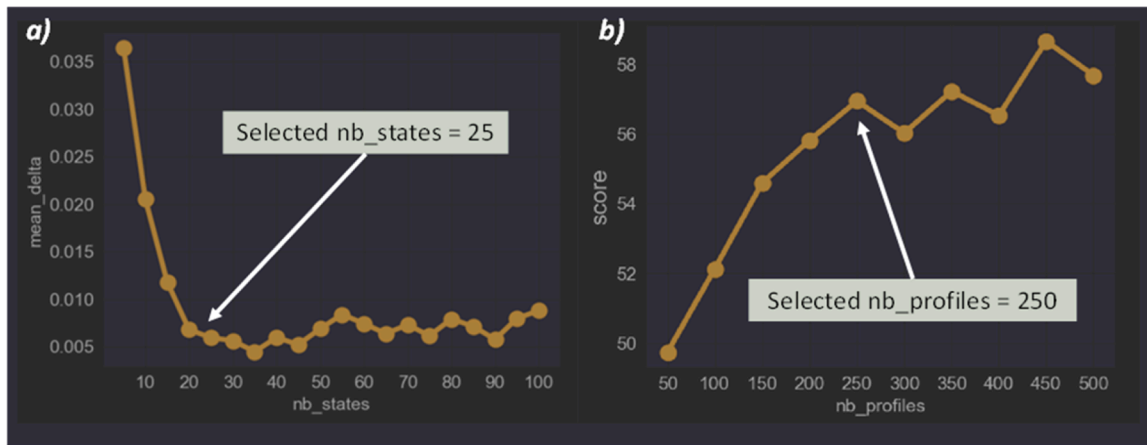 a)
0.035
0.030
0.025
0.020
0.015
0.010
0.005
mean_delta
Selected nb_states = 25
10 20 30 40 50 60 70 80 90 100
nb_states
b)
58
56
54
52
50
score
Selected nb_profiles = 250
50 100 150 200 250 300 350 400 450 500
nb_profiles